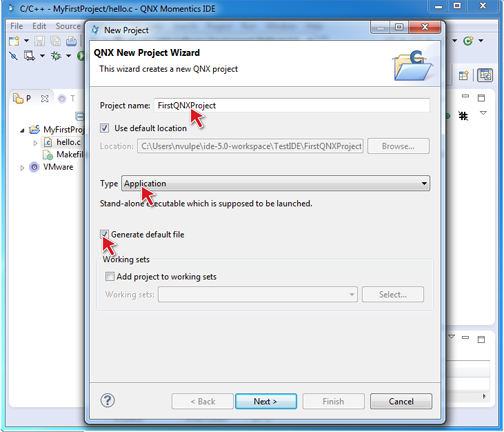 C/C++ - MyFirstProject/hello.c - QNX Momentics IDE
File Edit
New Project
QNX New Project Wizard
This wizard creates a new QNX project
Project name: FirstQNXProject
Use default location
Location: C:\Users\nvulpe\ide-5.0-workspace\TestIDE\FirstQNXProject Browse...
Type Application
Stand-alone executable which is supposed to be launched.
Generate default file
Working sets
Add project to working sets
Working sets: Select...
? < Back Next > Finish Cancel
P T
MyFirstPro
hello.c
Makefil
VMware